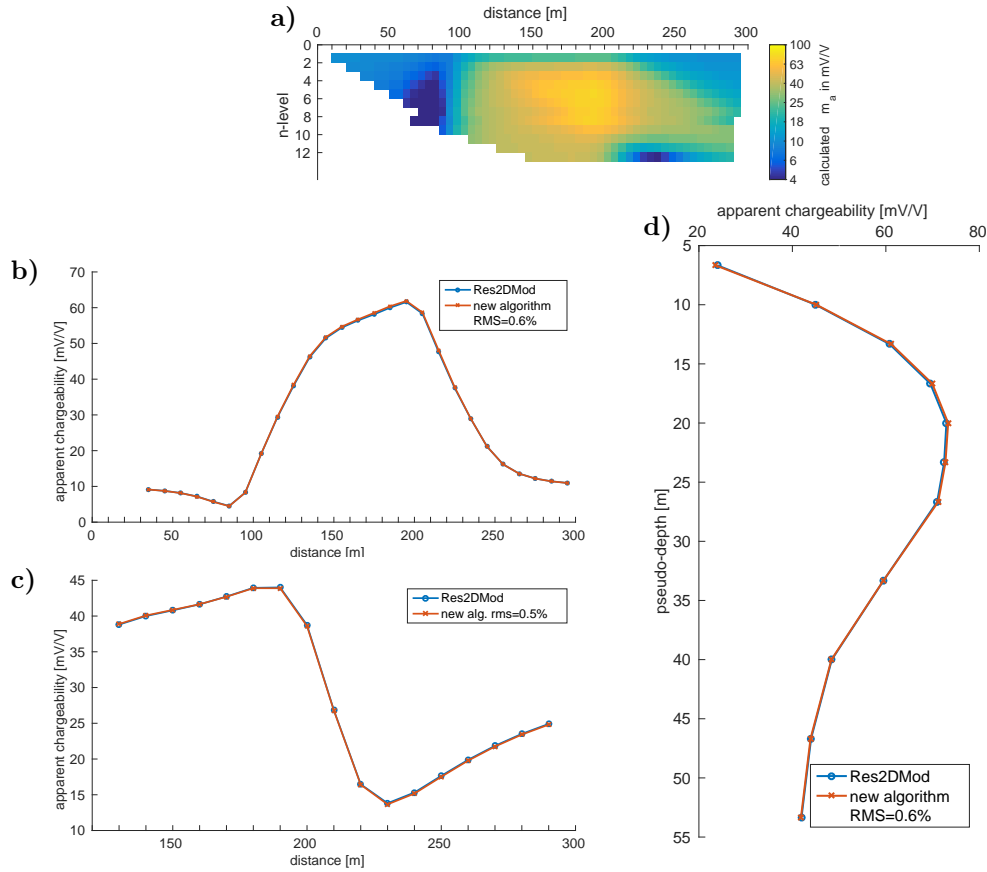 a)
distance [m]
0 50 100 150 200 250 300
0
2
4
6
8
10
12
n-level
100
63
40
25
18
10
6
4
calculated m_a in mV/V
b)
70
60
50
40
30
20
10
0
apparent chargeability [mV/V]
Res2DMod
new algorithm
RMS=0.6%
0 50 100 150 200 250 300
distance [m]
c)
45
40
35
30
25
20
15
10
apparent chargeability [mV/V]
Res2DMod
new alg. rms=0.5%
150 200 250 300
distance [m]
d)
apparent chargeability [mV/V]
20 40 60 80
5
10
15
20
25
30
35
40
45
50
55
pseudo-depth [m]
Res2DMod
new algorithm
RMS=0.6%